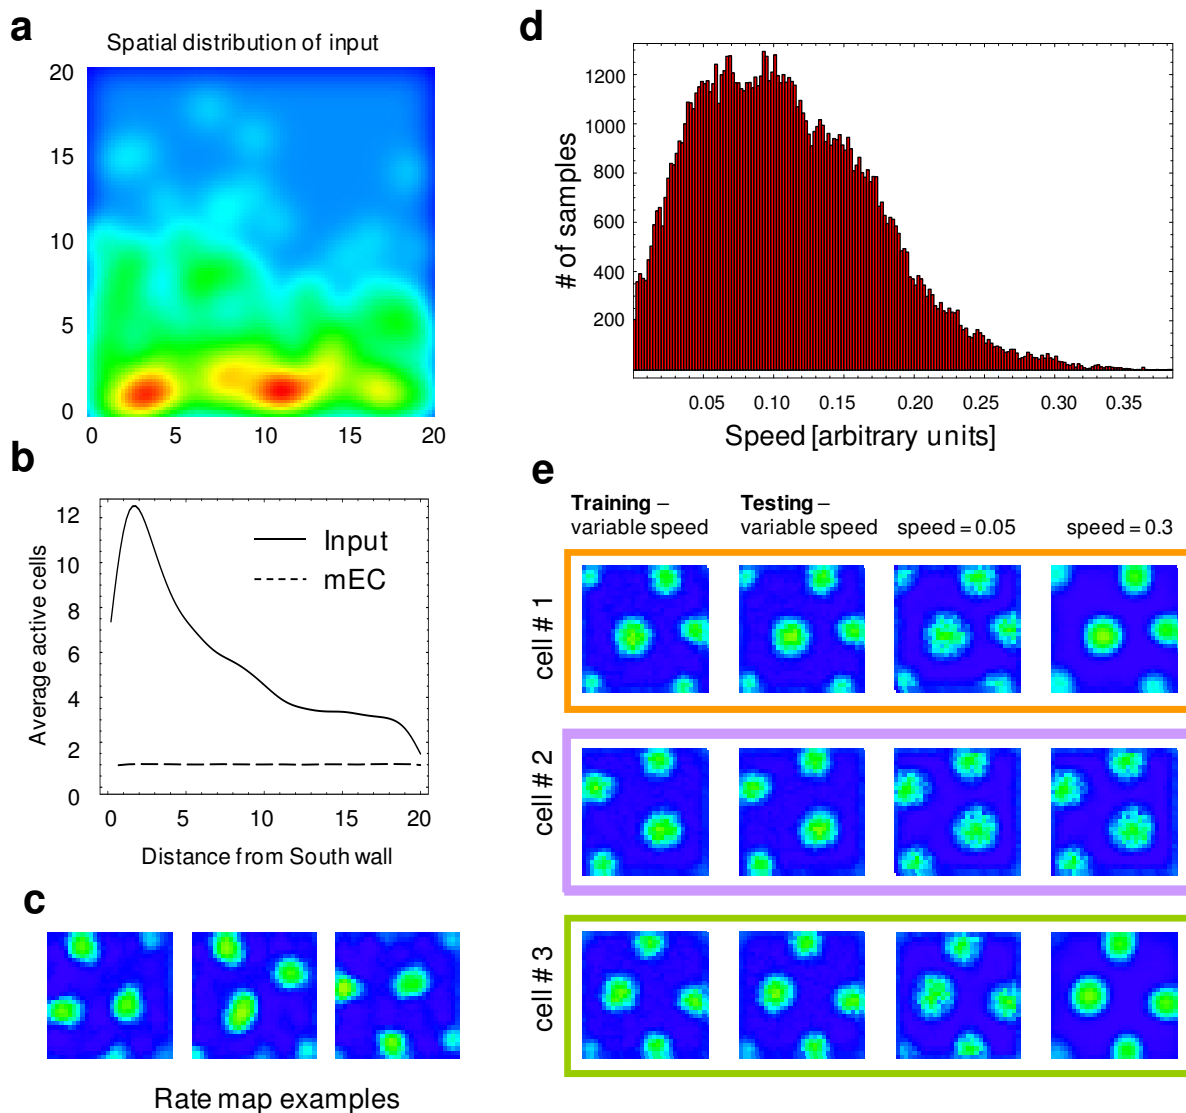 a
Spatial distribution of input
20
15
10
5
0
0 5 10 15 20
b
Average active cells
12
10
8
6
4
2
0
Input
mEC
0 5 10 15 20
Distance from South wall
c
Rate map examples
d
# of samples
1200
1000
800
600
400
200
0.05 0.10 0.15 0.20 0.25 0.30 0.35
Speed [arbitrary units]
e
Training –
variable speed
Testing –
variable speed
speed = 0.05
speed = 0.3
cell # 1
cell # 2
cell # 3